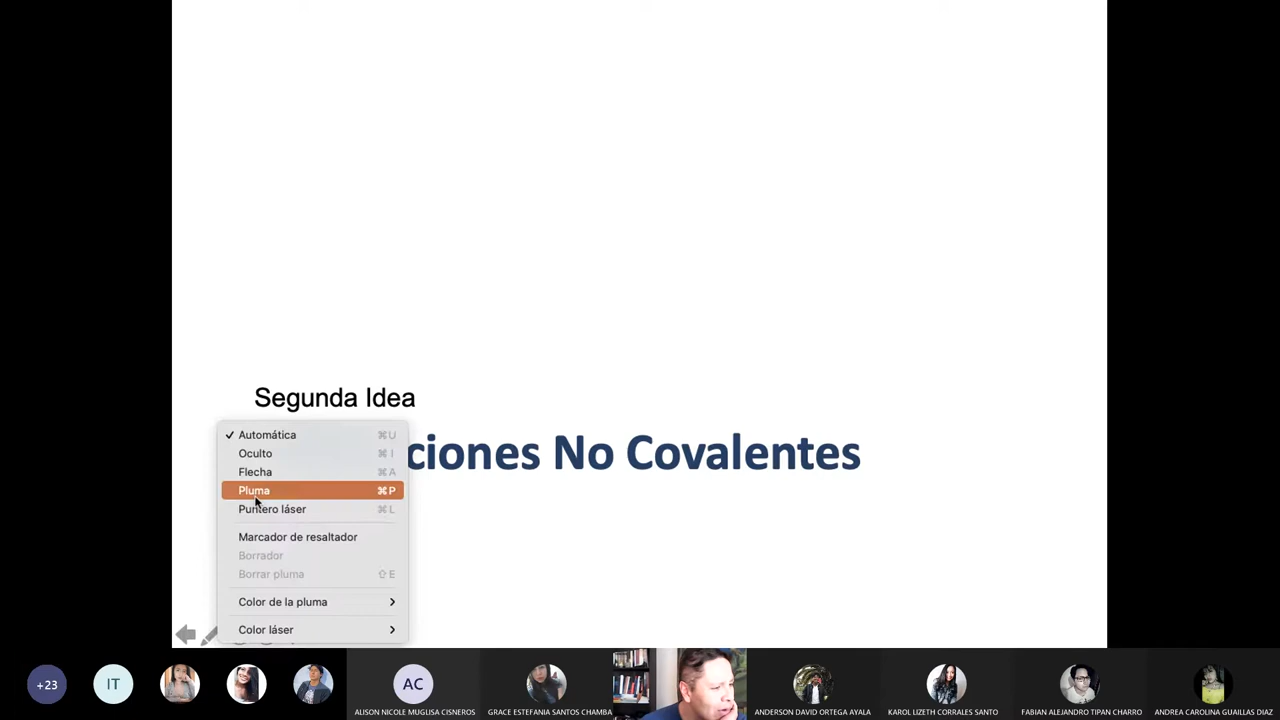 Segunda Idea
ciones No Covalentes
✓ Automática ⌘U
Oculto ⌘I
Flecha ⌘A
Pluma ⌘P
Puntero láser ⌘L
Marcador de resaltador
Borrador
Borrar pluma ⇧E
Color de la pluma >
Color láser >
+23
IT
AC
ALISON NICOLE MUGLISA CISNEROS
GRACE ESTEFANIA SANTOS CHAMBA
ANDERSON DAVID ORTEGA AYALA
KAROL LIZETH CORRALES SANTO
FABIAN ALEJANDRO TIPAN CHARRO
ANDREA CAROLINA GUAILLAS DIAZ